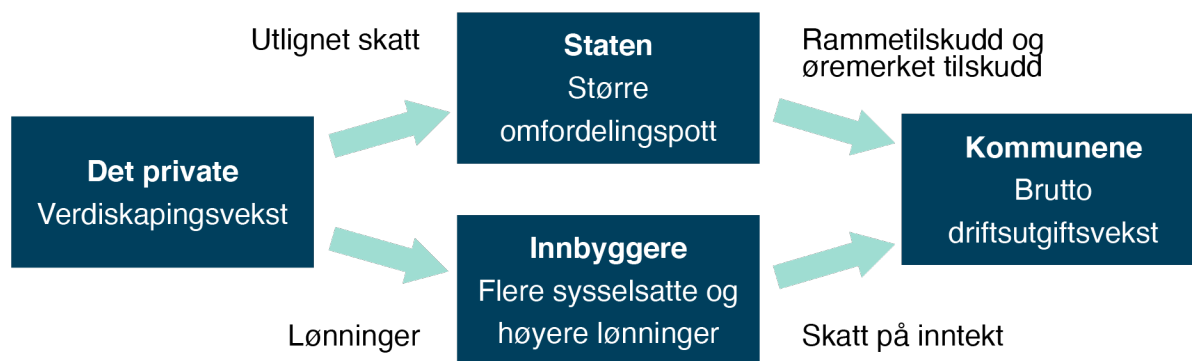 Utlignet skatt
Staten
Større
omfordelingspott
Rammetilskudd og
øremerket tilskudd
Det private
Verdiskapingsvekst
Kommunene
Brutto
driftsutgiftsvekst
Innbyggere
Flere sysselsatte og
høyere lønninger
Lønninger
Skatt på inntekt